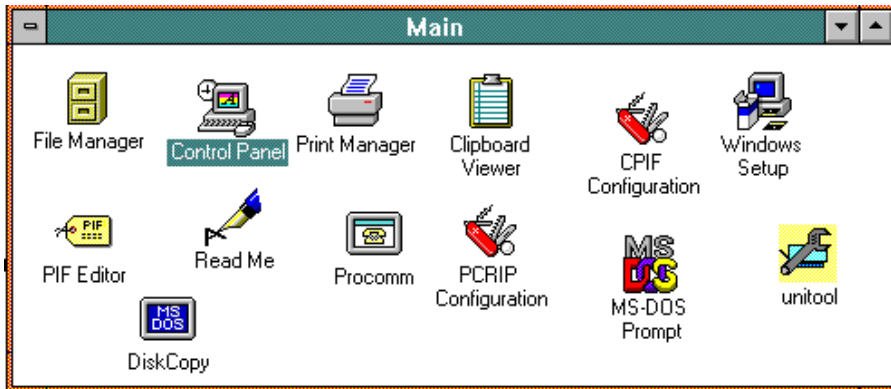 Main
File Manager
Control Panel
Print Manager
Clipboard
Viewer
CPIF
Configuration
Windows
Setup
PIF
PIF Editor
Read Me
Procomm
PCRIP
Configuration
MS
DOS
MS-DOS
Prompt
unitool
MS
DOS
DiskCopy